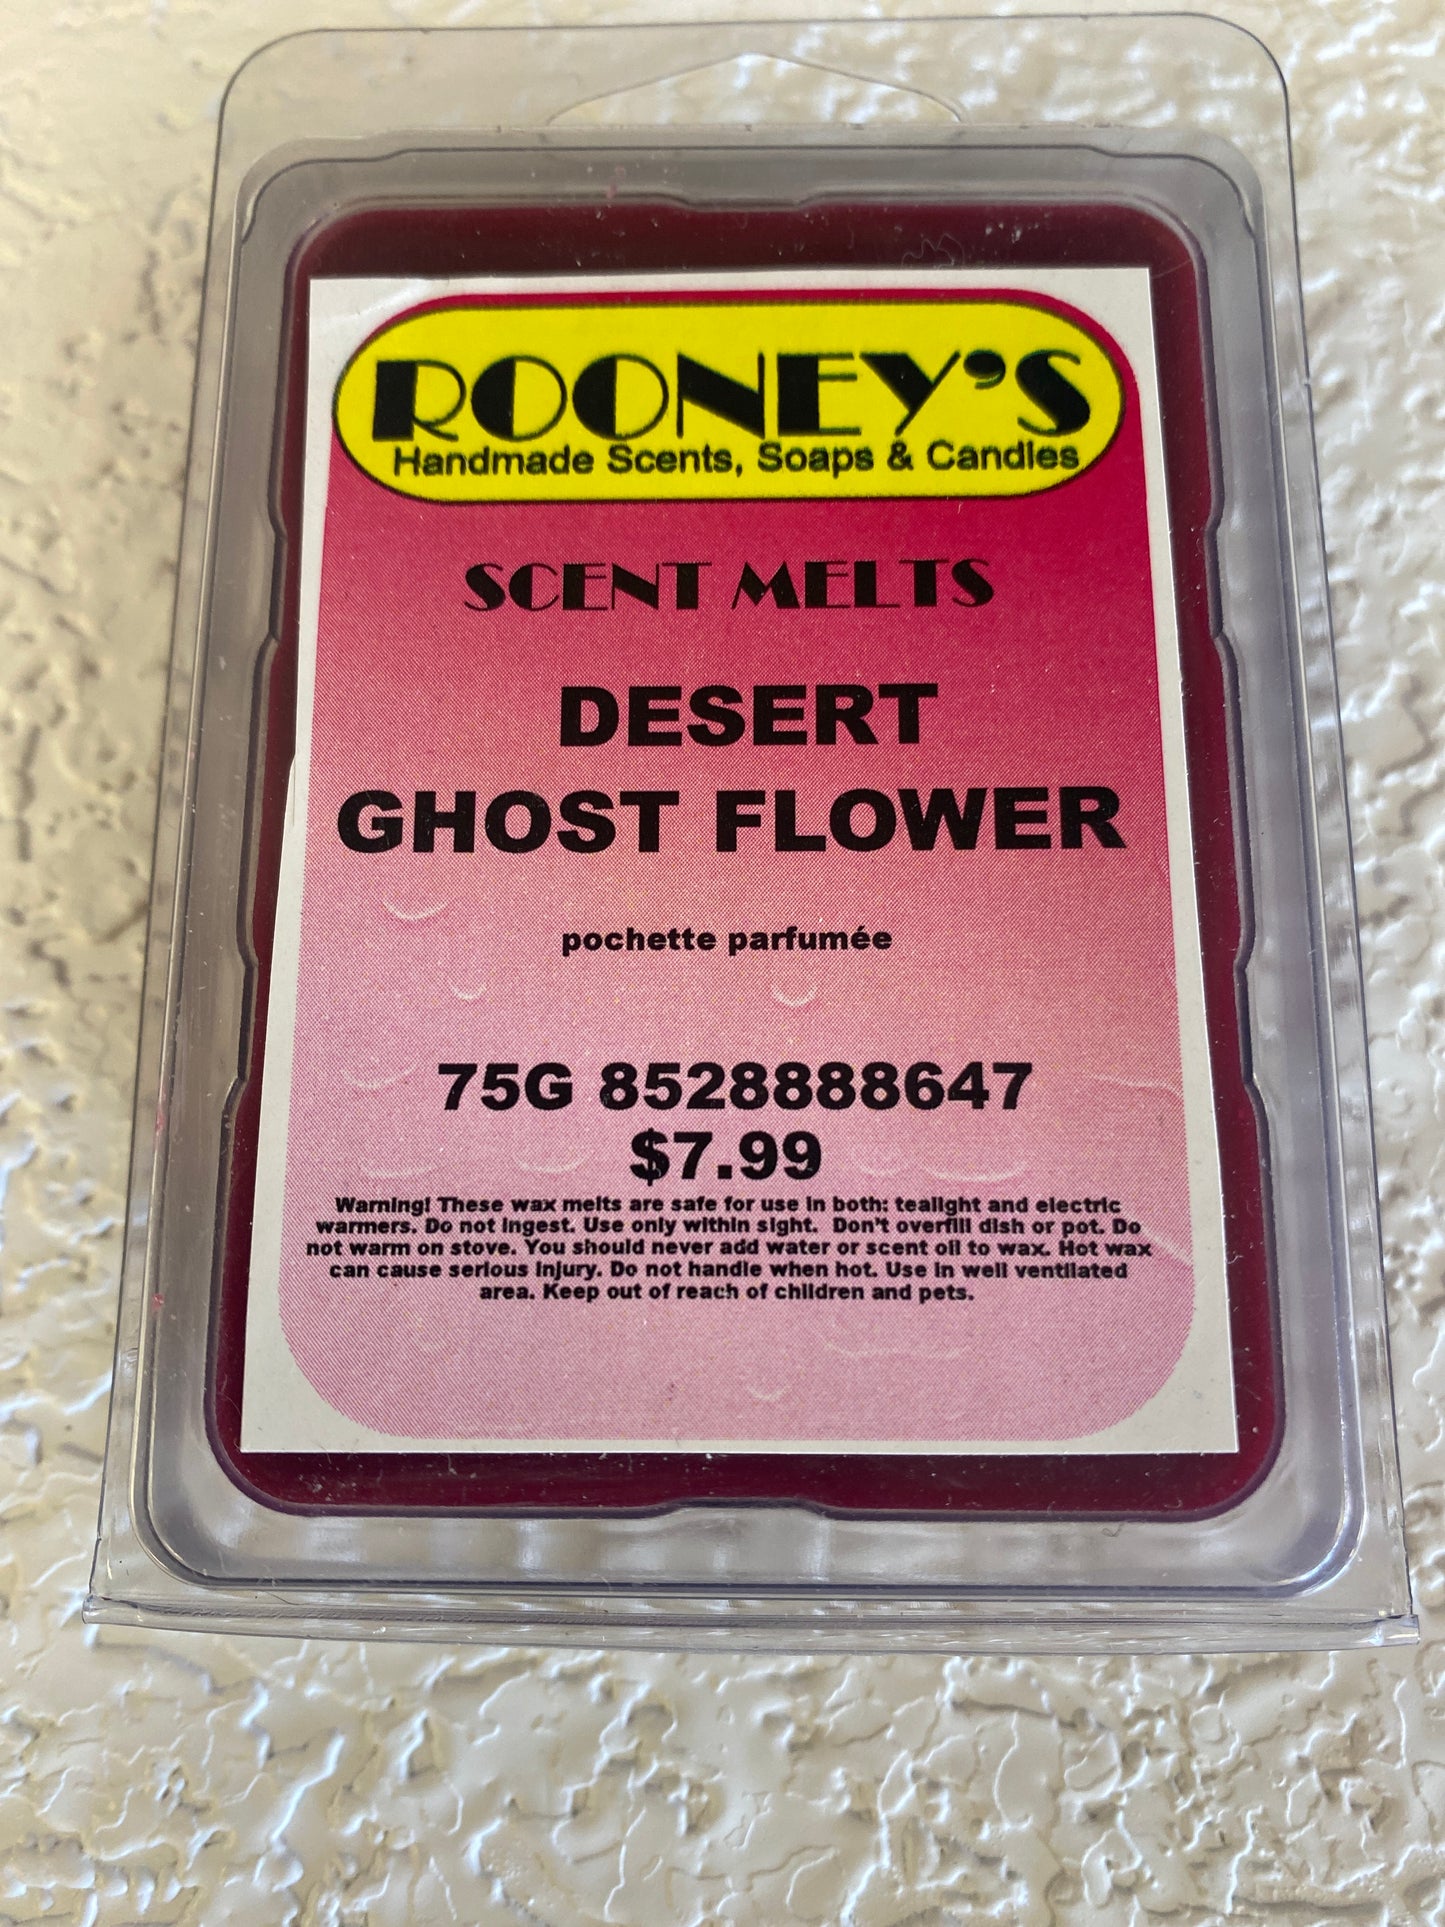 ROONEY'S
Handmade Scents, Soaps & Candles
SCENT MELTS
DESERT
GHOST FLOWER
pochette parfumée
75G 8528888647
$7.99
Warning! These wax melts are safe for use in both: tealight and electric
warmers. Do not ingest. Use only within sight. Don't overfill dish or pot. Do
not warm on stove. You should never add water or scent oil to wax. Hot wax
can cause serious injury. Do not handle when hot. Use in well ventilated
area. Keep out of reach of children and pets.